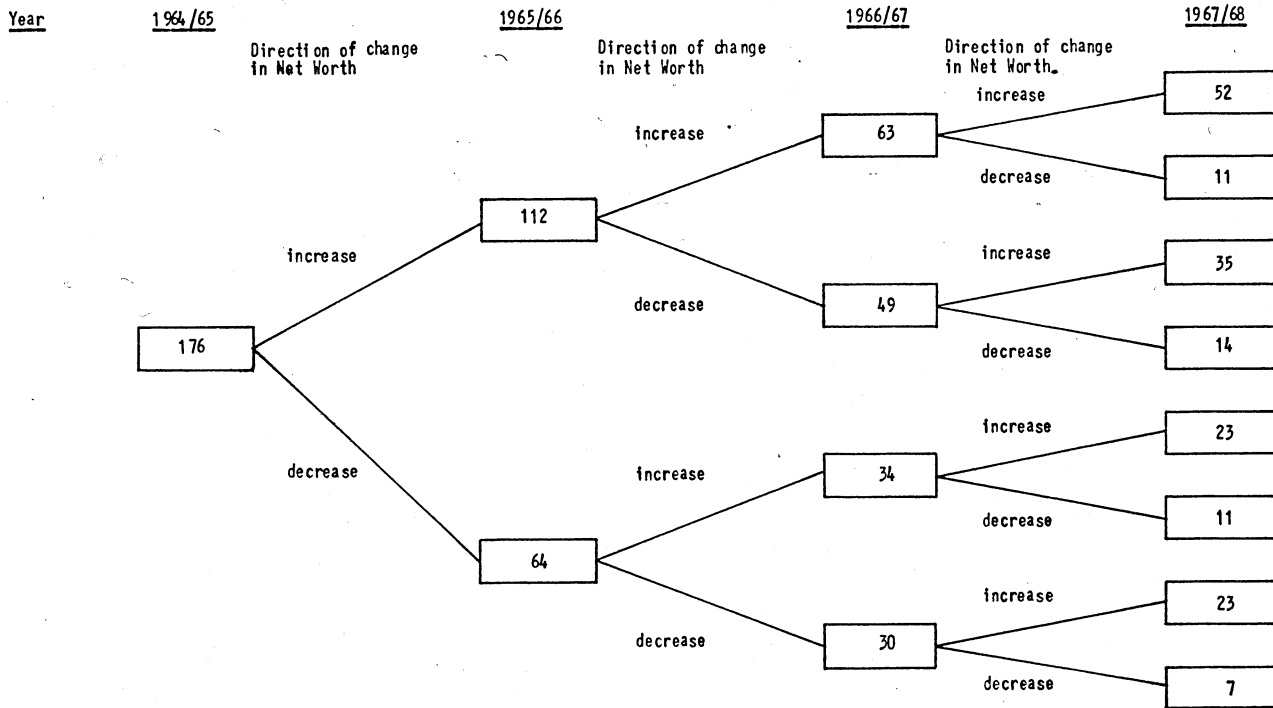 Year 1964/65 1965/66 1966/67 1967/68
Direction of change Direction of change Direction of change
in Net Worth in Net Worth in Net Worth.
increase 52
increase 63
decrease 11
112
increase 35
increase
decrease 49
decrease 14
176
increase 23
decrease increase 34
decrease 11
64
increase 23
decrease 30
decrease 7